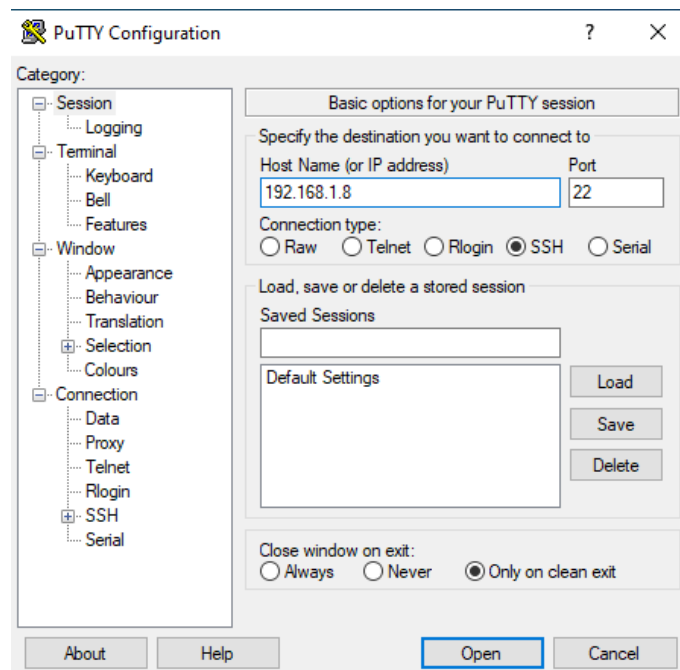 PuTTY Configuration
?
Category:
Session
Logging
Terminal
Keyboard
Bell
Features
Window
Appearance
Behaviour
Translation
Selection
Colours
Connection
Data
Proxy
Telnet
Rlogin
SSH
Serial
Basic options for your PuTTY session
Specify the destination you want to connect to
Host Name (or IP address) Port
192.168.1.8 22
Connection type:
Raw Telnet Rlogin SSH Serial
Load, save or delete a stored session
Saved Sessions
Default Settings
Load
Save
Delete
Close window on exit:
Always Never Only on clean exit
About Help Open Cancel